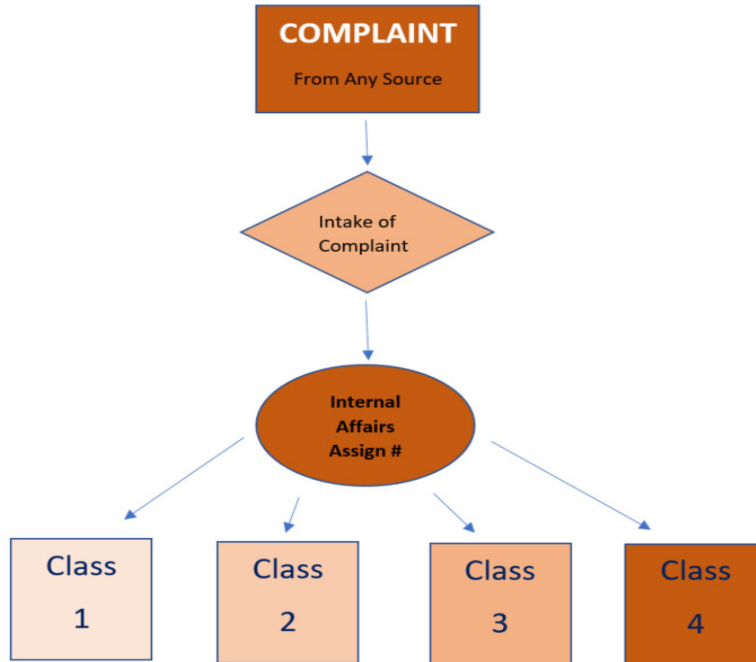 COMPLAINT
From Any Source
Intake of
Complaint
Internal
Affairs
Assign #
Class
1
Class
2
Class
3
Class
4